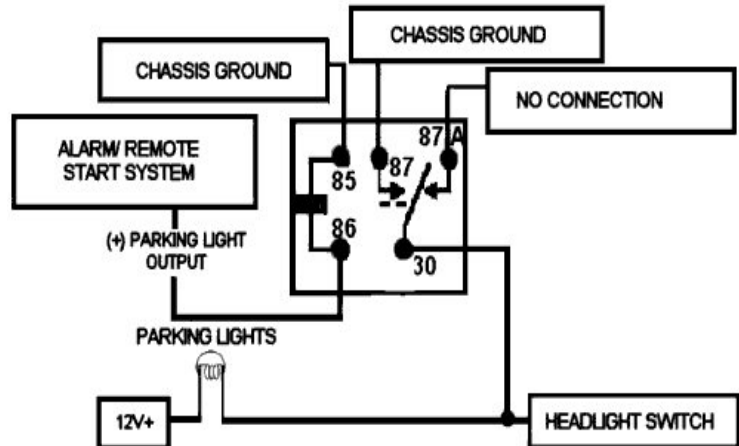 CHASSIS GROUND
CHASSIS GROUND
NO CONNECTION
ALARM/ REMOTE
START SYSTEM
87A
87
85
86
30
(+) PARKING LIGHT
OUTPUT
PARKING LIGHTS
12V+
HEADLIGHT SWITCH